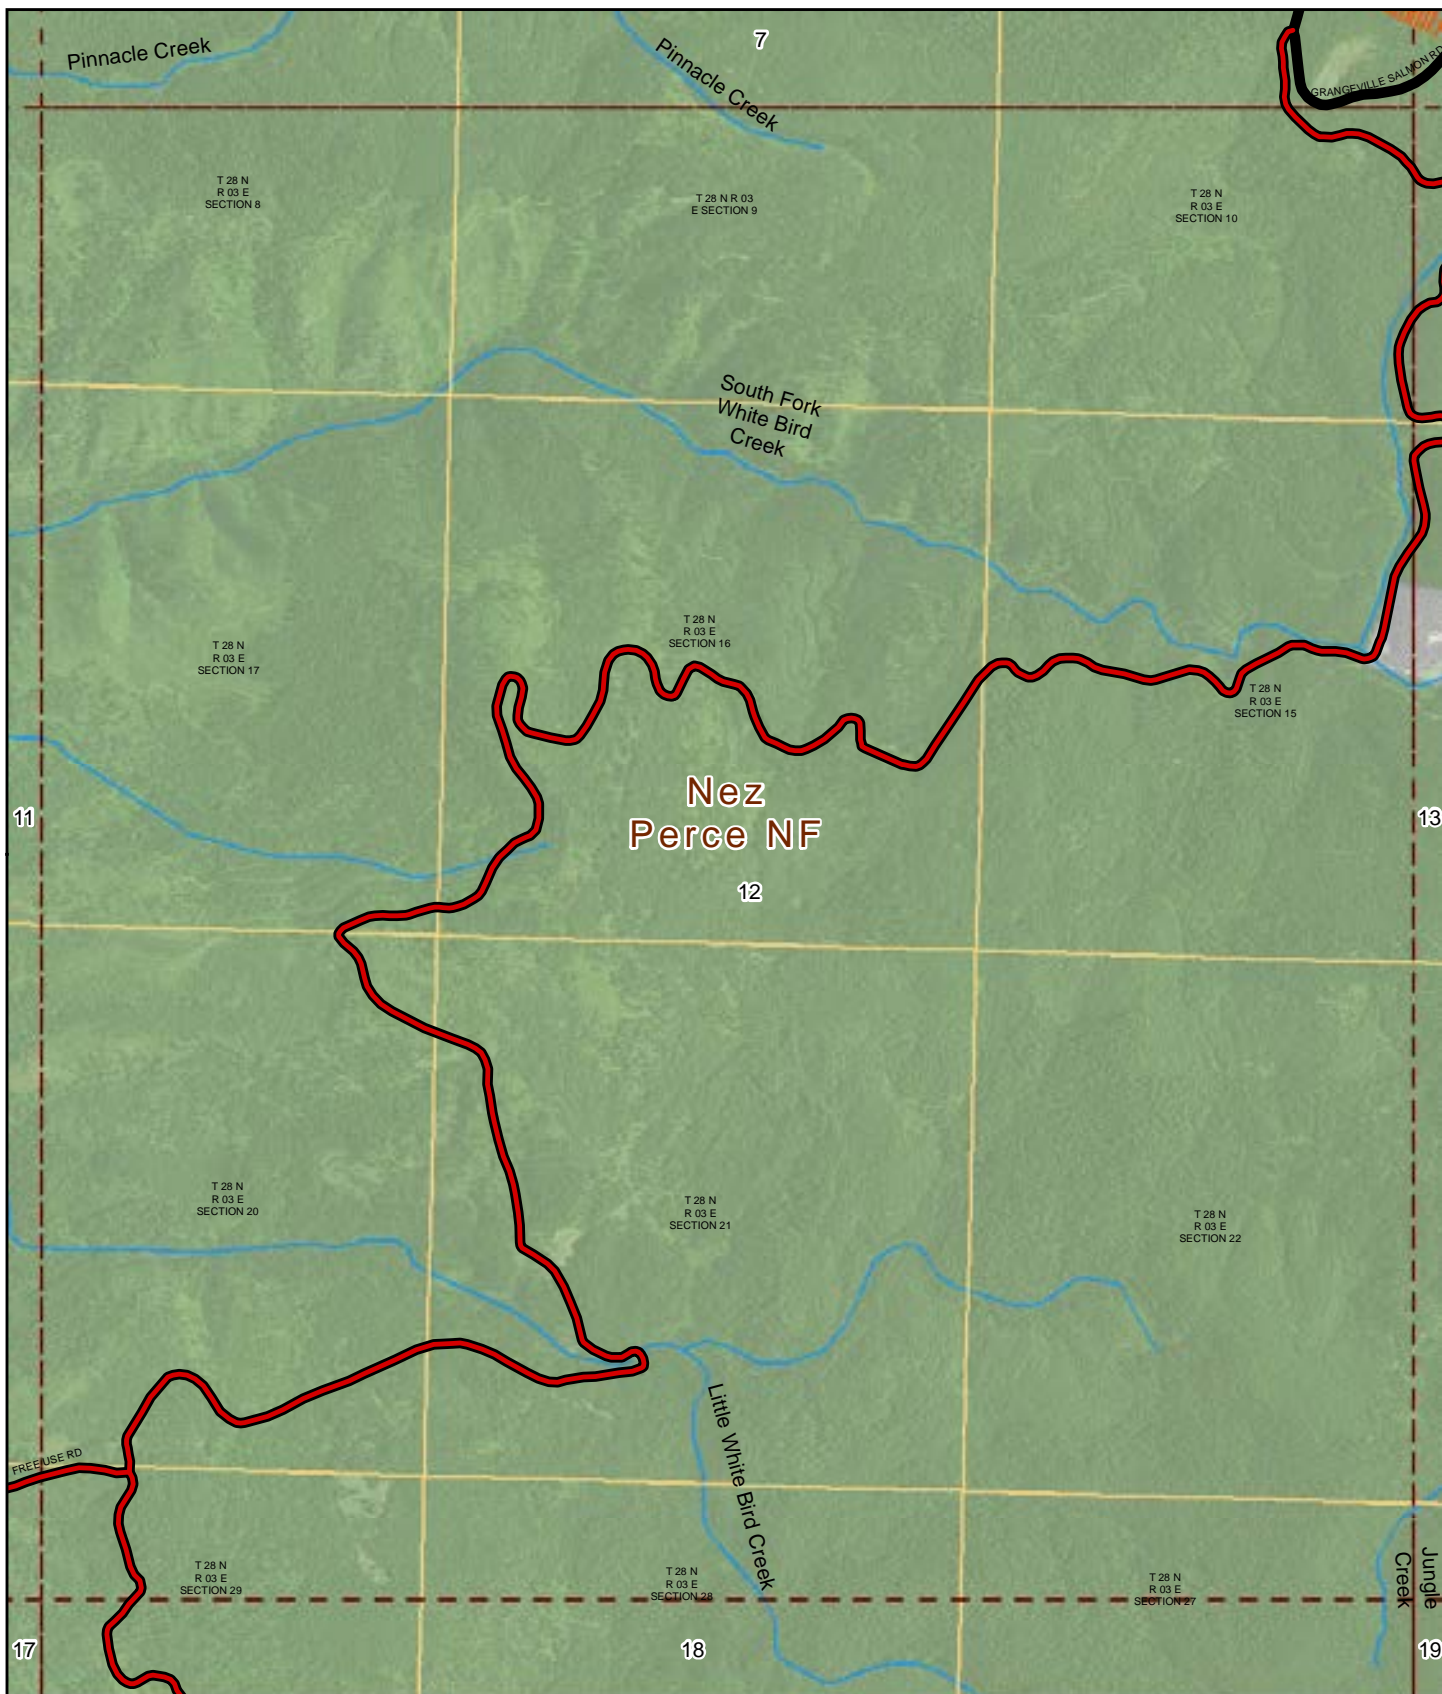 7
Pinnacle Creek
Pinnacle Creek
GRANGEVILLE SALMON RD
T 28 N
R 03 E
SECTION 8
T 28 N R 03
E SECTION 9
T 28 N
R 03 E
SECTION 10
South Fork
White Bird
Creek
T 28 N
R 03 E
SECTION 17
T 28 N
R 03 E
SECTION 16
T 28 N
R 03 E
SECTION 15
Nez
Perce NF
11
12
13
T 28 N
R 03 E
SECTION 20
T 28 N
R 03 E
SECTION 21
T 28 N
R 03 E
SECTION 22
FREE USE RD
Little White Bird Creek
T 28 N
R 03 E
SECTION 29
T 28 N
R 03 E
SECTION 28
T 28 N
R 03 E
SECTION 27
Jungle
Creek
17
18
19